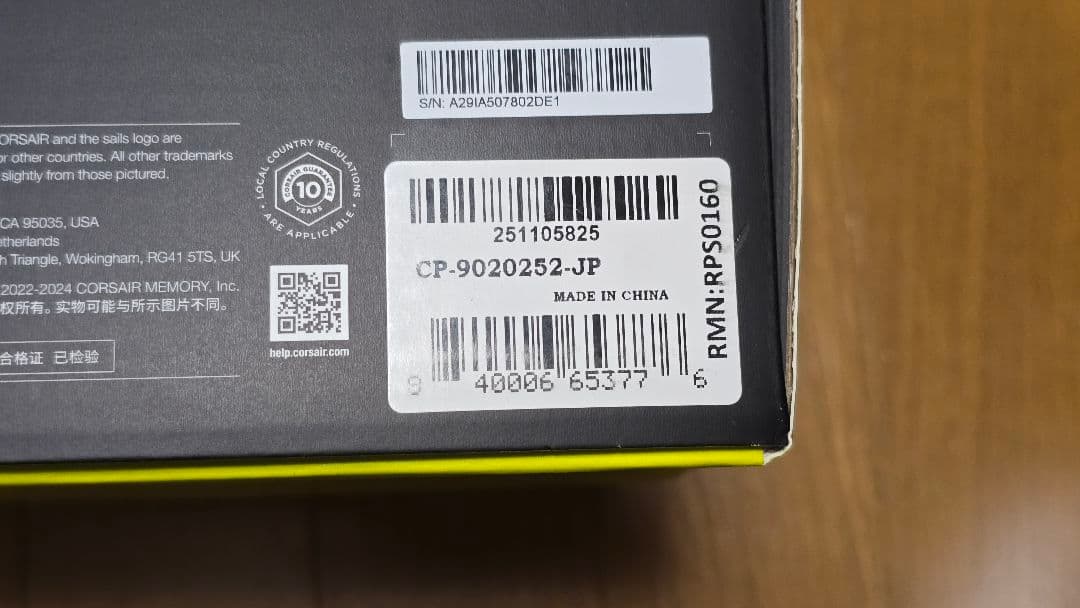 S/N: A29IA507802DE1
ORSAIR and the sails logo are
or other countries. All other trademarks
slightly from those pictured.
CA 95035, USA
etherlands
h Triangle, Wokingham, RG41 5TS, UK
2022-2024 CORSAIR MEMORY, Inc.
权所有。实物可能与所示图片不同。
合格证 已检验
LOCAL COUNTRY REGULATIONS
CORSAIR GUARANTEE
10
YEARS
ARE APPLICABLE
help.corsair.com
251105825
CP-9020252-JP
MADE IN CHINA
8 40006 65377 6
RMN:RPS0160